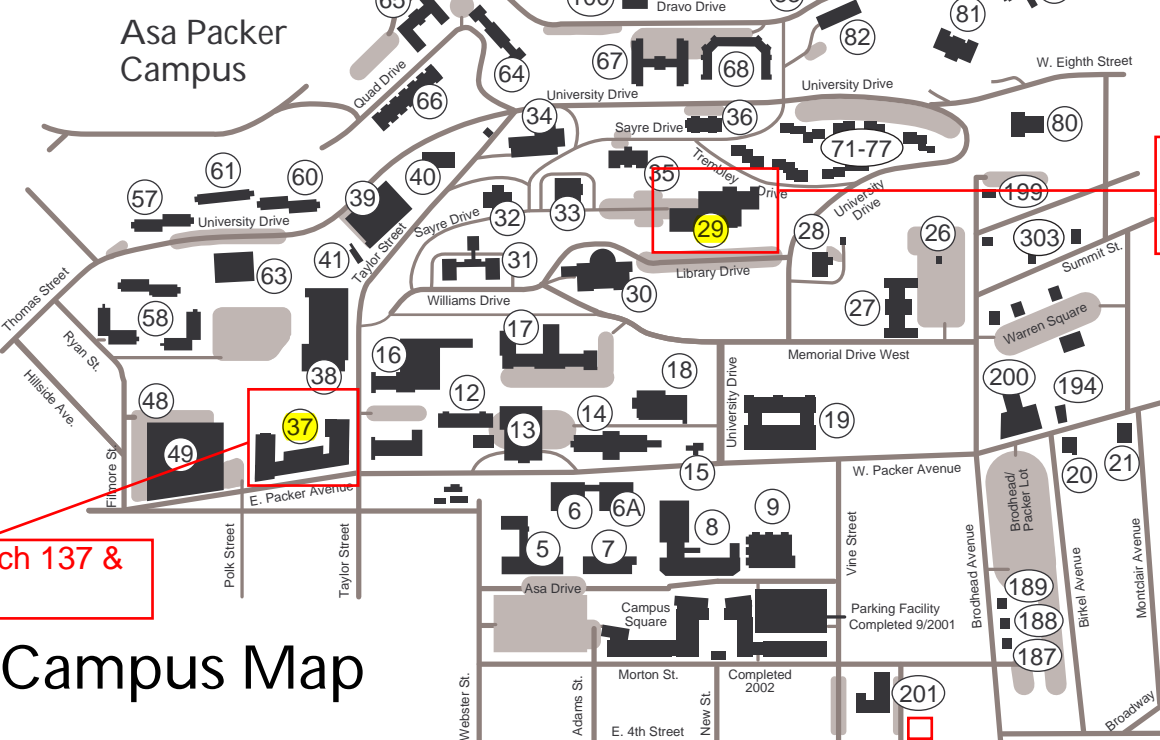 65
100
Dravo Drive
81
82
Asa Packer
Campus
67
68
64
W. Eighth Street
Quad Drive
66
University Drive
University Drive
34
36
Sayre Drive
80
71-77
61
60
40
35
Trembley
Drive
199
57
39
32
33
University
Drive
University Drive
Sayre Drive
29
28
26
303
41
Taylor Street
31
Summit St.
63
Library Drive
Thomas Street
30
Williams Drive
27
58
17
Warren Square
Ryan St.
16
Memorial Drive West
38
18
200
194
Hillside Ave.
48
12
University Drive
37
13
14
19
49
15
W. Packer Avenue
20
21
Filmore St.
E. Packer Avenue
Brodhead/
Packer Lot
6
6A
9
8
5
7
Polk Street
Taylor Street
Vine Street
Brodhead Avenue
Birkel Avenue
Montclair Avenue
ch 137 &
Asa Drive
189
Campus
Square
Parking Facility
Completed 9/2001
188
187
Campus Map
Morton St.
Completed
2002
201
Webster St.
Adams St.
New St.
E. 4th Street
Broadway